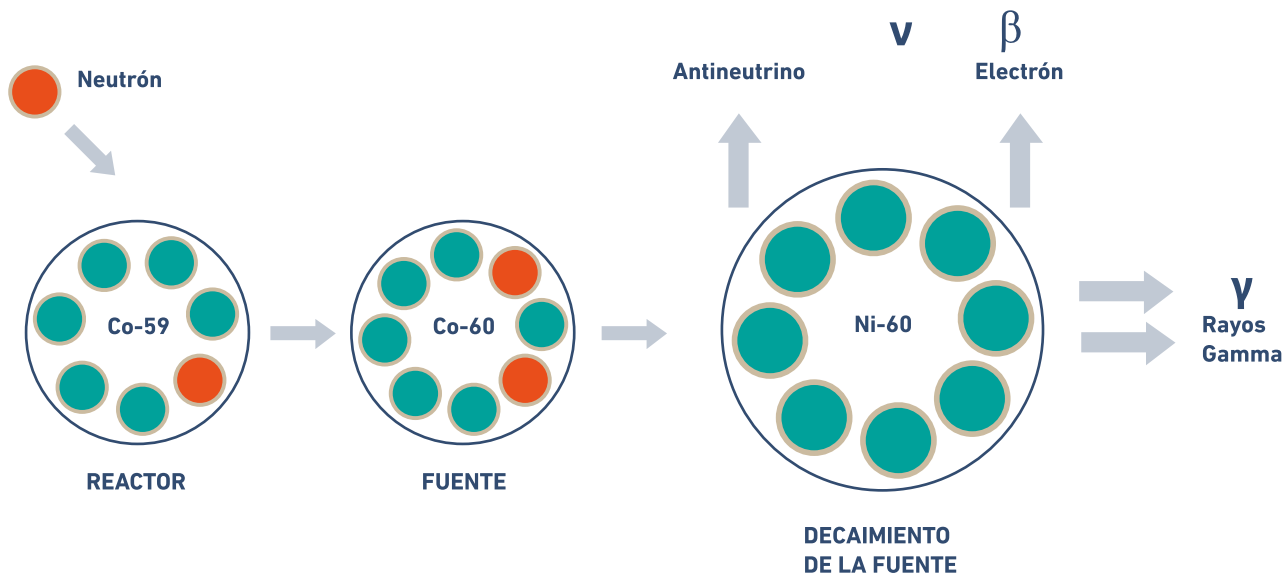 ν
β
Neutrón
Antineutrino
Electrón
Co-59
Co-60
Ni-60
γ
Rayos
Gamma
REACTOR
FUENTE
DECAIMIENTO
DE LA FUENTE